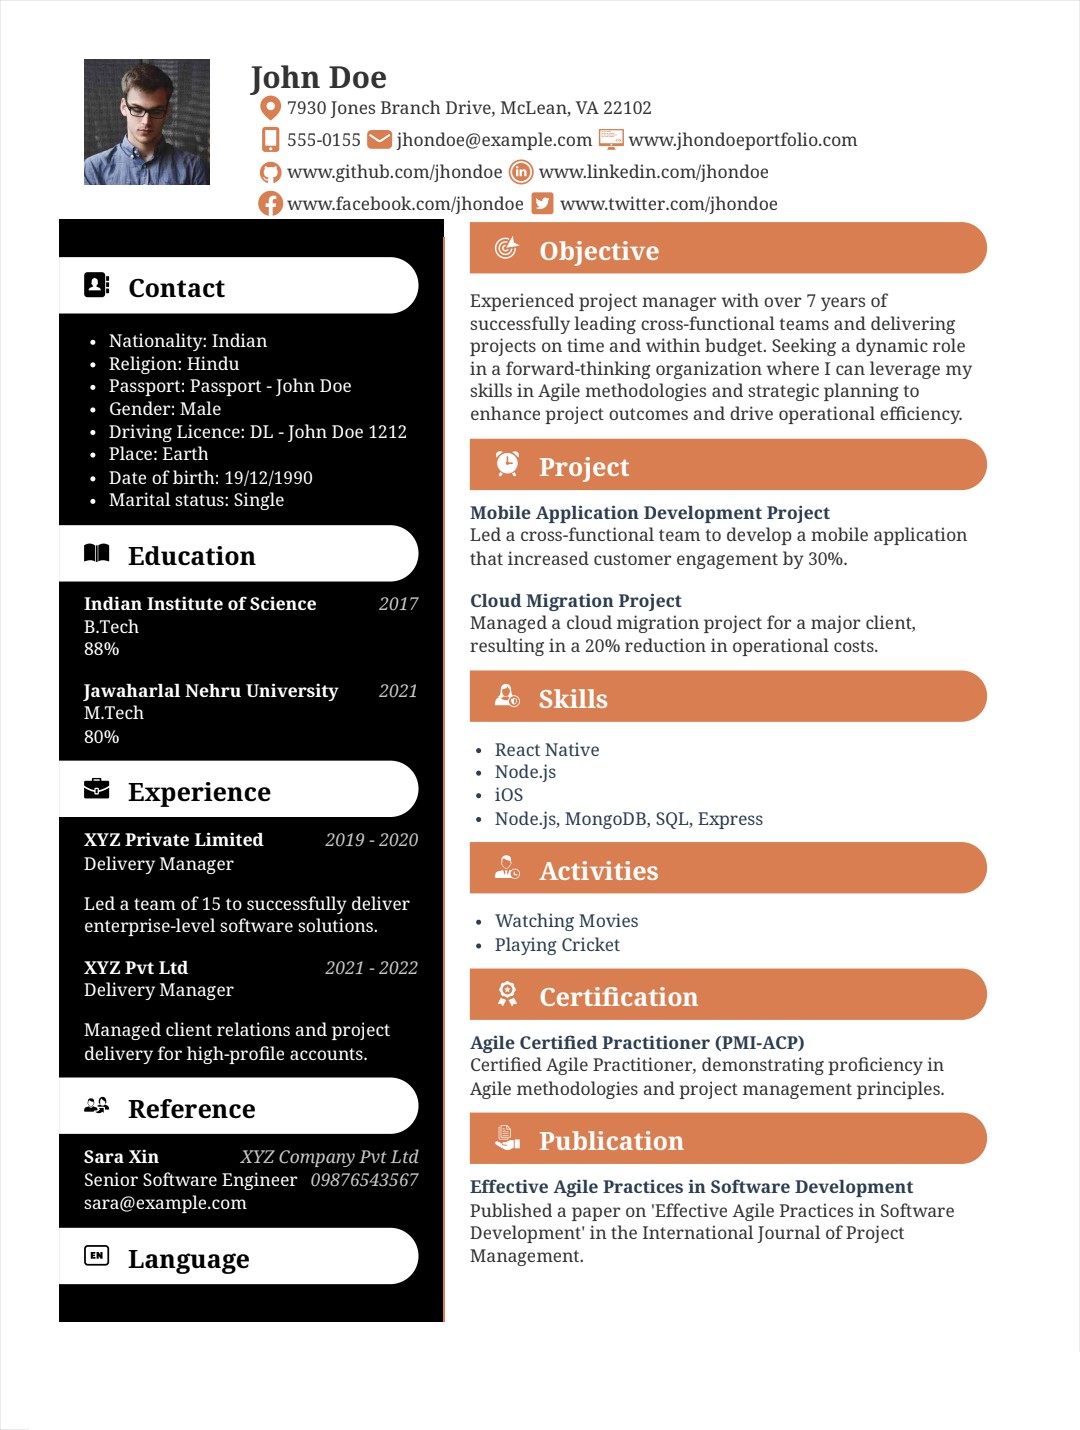 John Doe
7930 Jones Branch Drive, McLean, VA 22102
555-0155 jhondoe@example.com www.jhondoeportfolio.com
www.github.com/jhondoe www.linkedin.com/jhondoe
www.facebook.com/jhondoe www.twitter.com/jhondoe
Contact
• Nationality: Indian
• Religion: Hindu
• Passport: Passport - John Doe
• Gender: Male
• Driving Licence: DL - John Doe 1212
• Place: Earth
• Date of birth: 19/12/1990
• Marital status: Single
Education
Indian Institute of Science 2017
B.Tech
88%
Jawaharlal Nehru University 2021
M.Tech
80%
Experience
XYZ Private Limited 2019 - 2020
Delivery Manager
Led a team of 15 to successfully deliver
enterprise-level software solutions.
XYZ Pvt Ltd 2021 - 2022
Delivery Manager
Managed client relations and project
delivery for high-profile accounts.
Reference
Sara Xin XYZ Company Pvt Ltd
Senior Software Engineer 09876543567
sara@example.com
EN Language
Objective
Experienced project manager with over 7 years of
successfully leading cross-functional teams and delivering
projects on time and within budget. Seeking a dynamic role
in a forward-thinking organization where I can leverage my
skills in Agile methodologies and strategic planning to
enhance project outcomes and drive operational efficiency.
Project
Mobile Application Development Project
Led a cross-functional team to develop a mobile application
that increased customer engagement by 30%.
Cloud Migration Project
Managed a cloud migration project for a major client,
resulting in a 20% reduction in operational costs.
Skills
• React Native
• Node.js
• iOS
• Node.js, MongoDB, SQL, Express
Activities
• Watching Movies
• Playing Cricket
Certification
Agile Certified Practitioner (PMI-ACP)
Certified Agile Practitioner, demonstrating proficiency in
Agile methodologies and project management principles.
Publication
Effective Agile Practices in Software Development
Published a paper on 'Effective Agile Practices in Software
Development' in the International Journal of Project
Management.